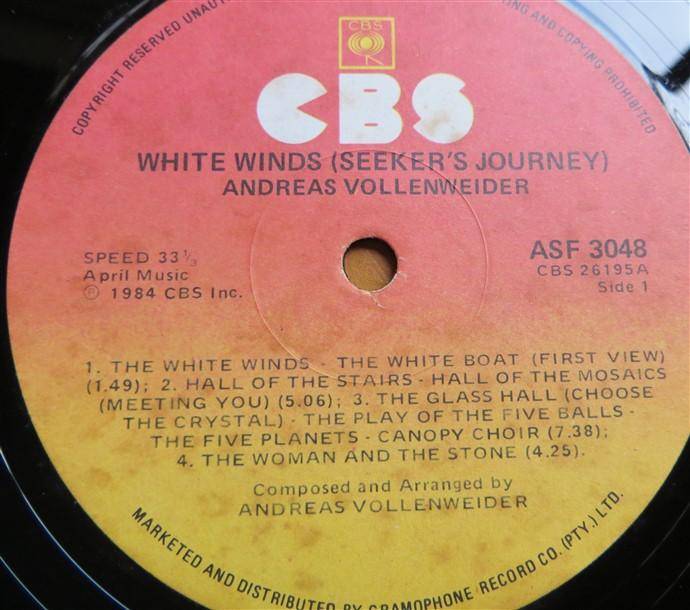 COPYRIGHT RESERVED UNAU
ING AND COPYING PROHIBITED
CBS
CBS
WHITE WINDS (SEEKER'S JOURNEY)
ANDREAS VOLLENWEIDER
SPEED 33 1/3
April Music
℗ 1984 CBS Inc.
ASF 3048
CBS 26195A
Side 1
1. THE WHITE WINDS - THE WHITE BOAT (FIRST VIEW)
(1.49); 2. HALL OF THE STAIRS - HALL OF THE MOSAICS
(MEETING YOU) (5.06); 3. THE GLASS HALL (CHOOSE
THE CRYSTAL) - THE PLAY OF THE FIVE BALLS -
THE FIVE PLANETS - CANOPY CHOIR (7.38);
4. THE WOMAN AND THE STONE (4.25).
Composed and Arranged by
ANDREAS VOLLENWEIDER
MARKETED AND DISTRIBUTED BY GRAMOPHONE RECORD CO. (PTY.) LTD.